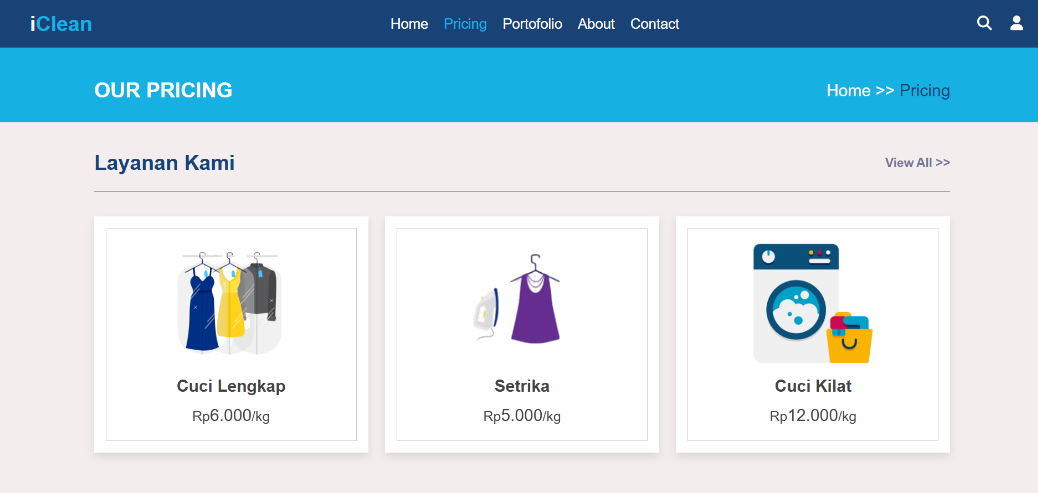 iClean
Home Pricing Portofolio About Contact
OUR PRICING
Home >> Pricing
Layanan Kami
View All >>
Cuci Lengkap
Rp6.000/kg
Setrika
Rp5.000/kg
Cuci Kilat
Rp12.000/kg